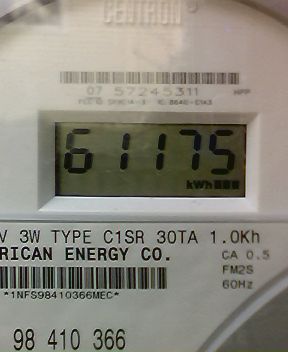 CENTRON®
07 57245311 MPP
61175
kWh
V 3W TYPE C1SR 30TA 1.0Kh
RICAN ENERGY CO. CA 0.5
FM2S
*1NFS98410366MEC* 60Hz
98 410 366